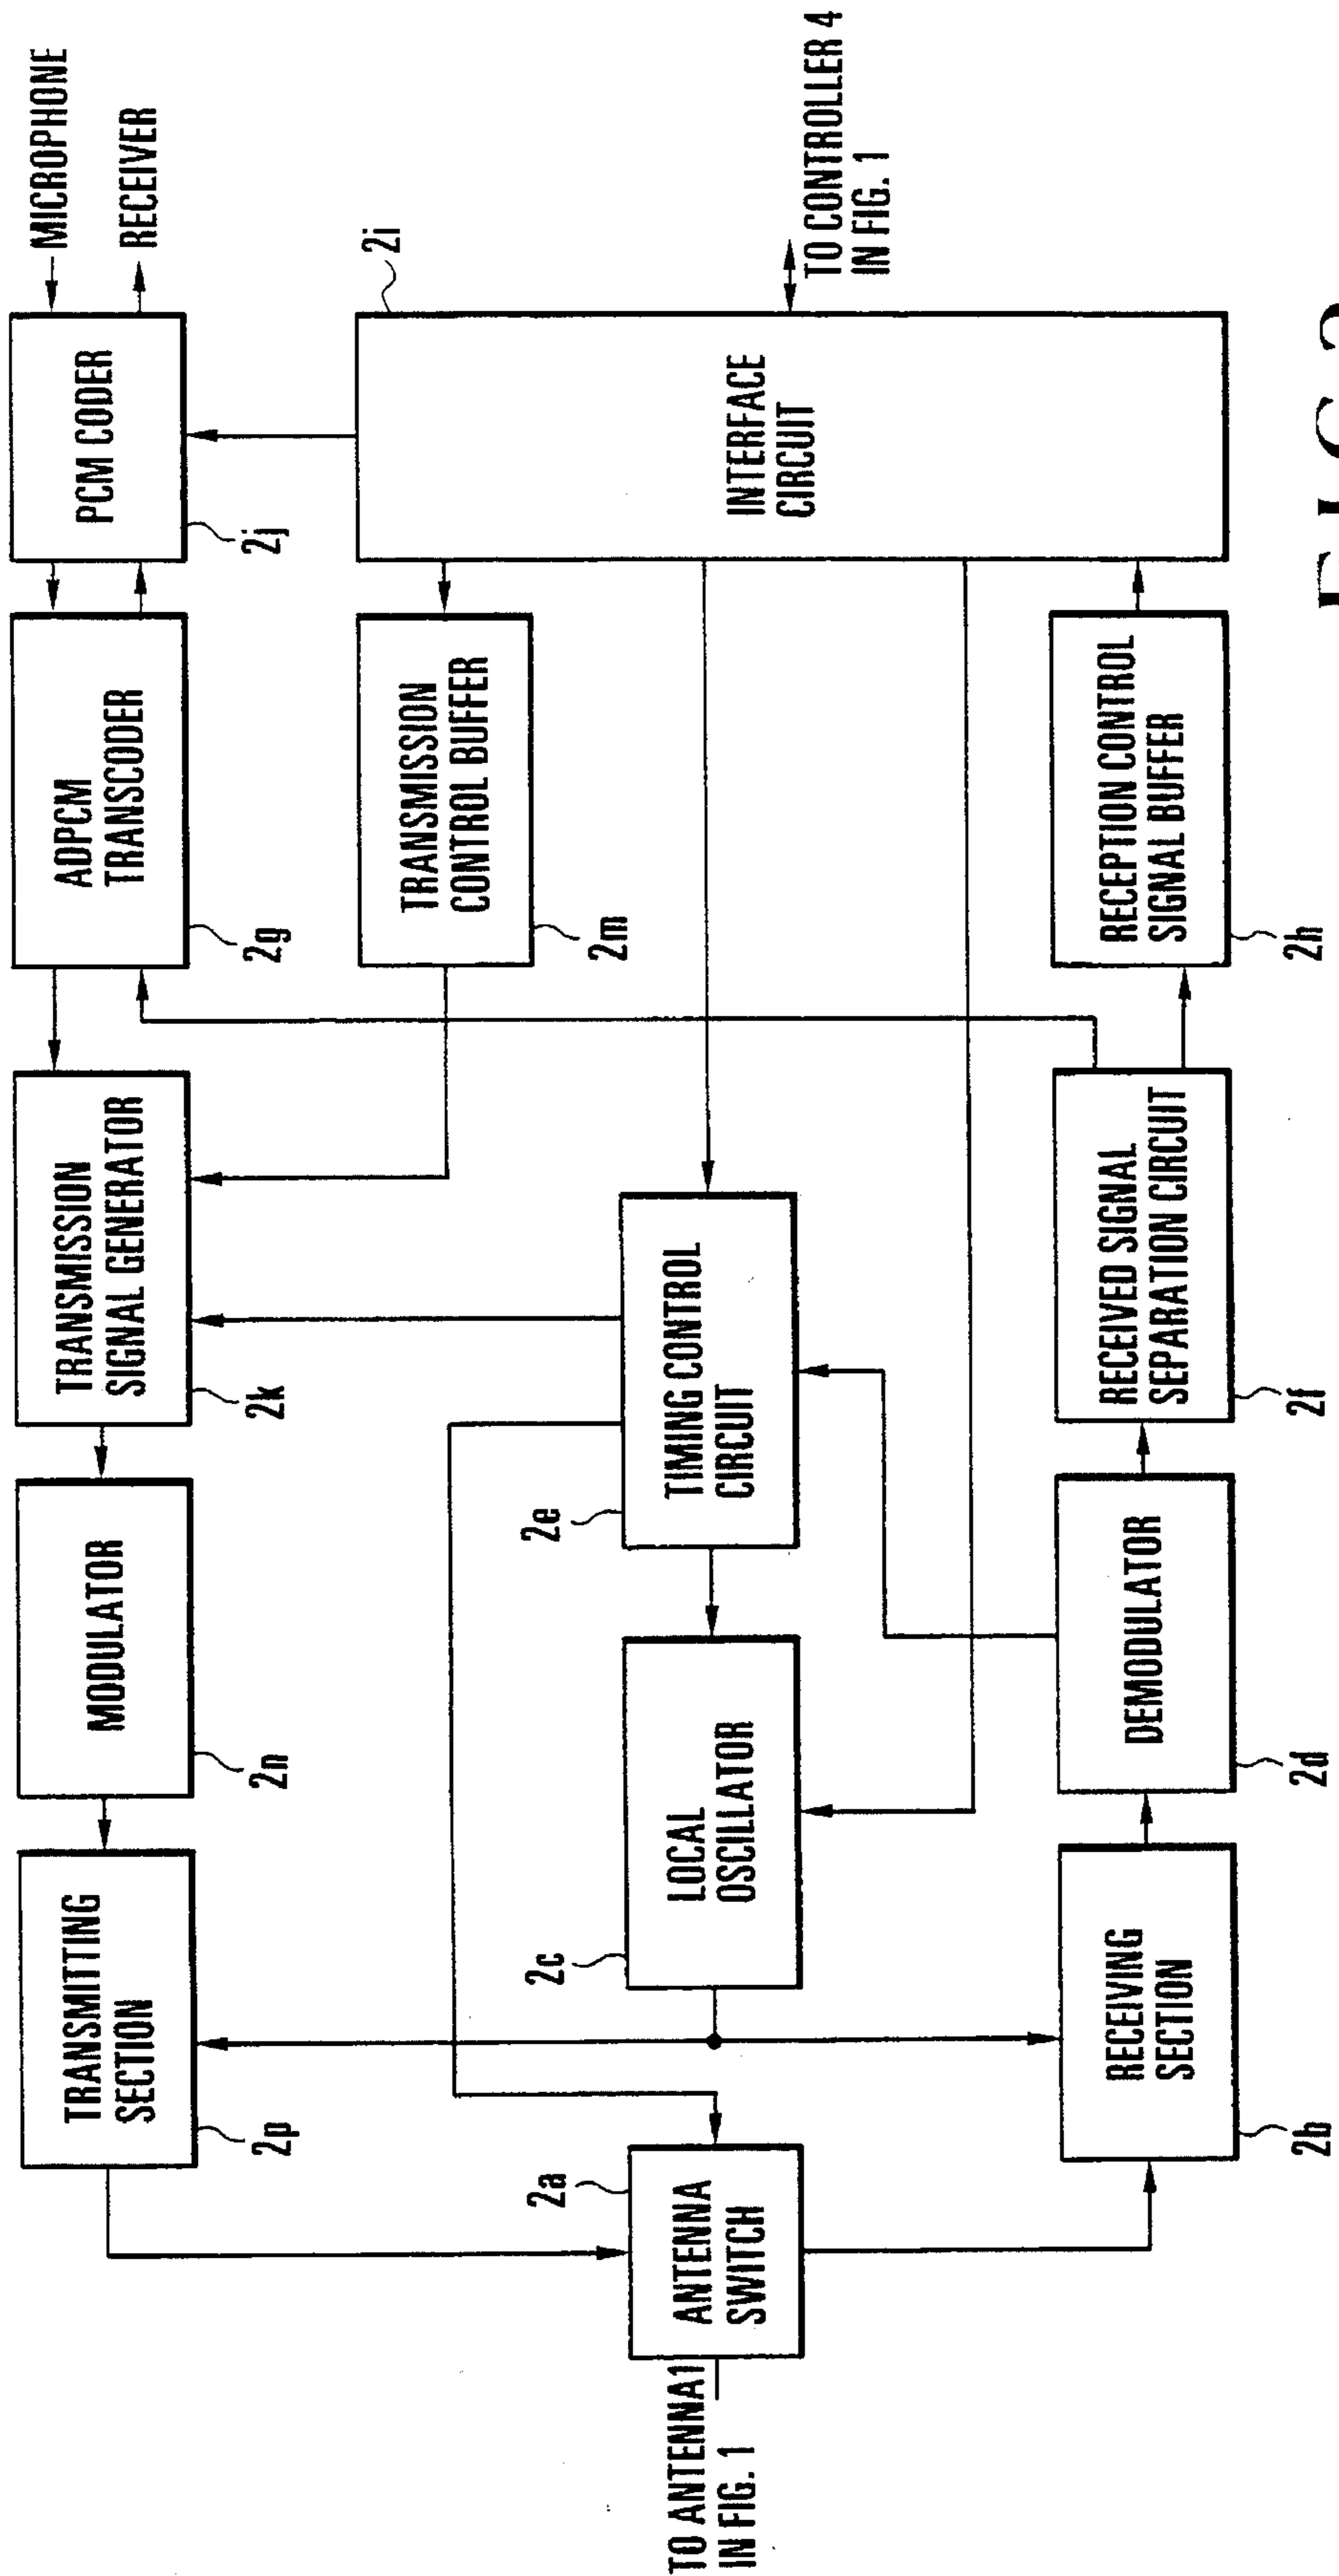 MICROPHONE
RECEIVER
PCM CODER
2j
ADPCM
TRANSCODER
2g
TRANSMISSION
SIGNAL GENERATOR
2k
MODULATOR
2n
TRANSMITTING
SECTION
2p
2i
INTERFACE
CIRCUIT
TO CONTROLLER 4
IN FIG. 1
TRANSMISSION
CONTROL BUFFER
2m
TIMING CONTROL
CIRCUIT
2e
LOCAL
OSCILLATOR
2c
ANTENNA
SWITCH
2a
TO ANTENNA1
IN FIG. 1
RECEPTION CONTROL
SIGNAL BUFFER
2h
RECEIVED SIGNAL
SEPARATION CIRCUIT
2f
DEMODULATOR
2d
RECEIVING
SECTION
2b